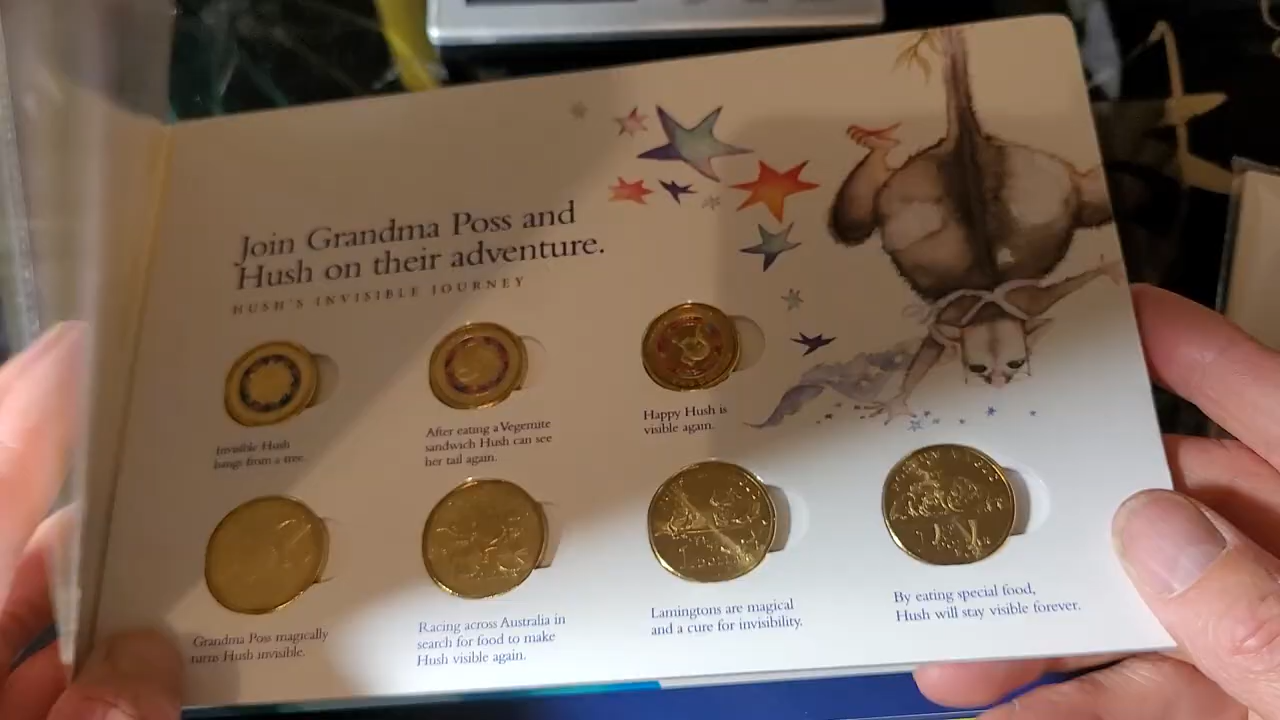 Join Grandma Poss and
Hush on their adventure.
HUSH'S INVISIBLE JOURNEY
Invisible Hush
hangs from a tree.
After eating a Vegemite
sandwich Hush can see
her tail again.
Happy Hush is
visible again.
Grandma Poss magically
turns Hush invisible.
Racing across Australia in
search for food to make
Hush visible again.
Lamingtons are magical
and a cure for invisibility.
By eating special food,
Hush will stay visible forever.